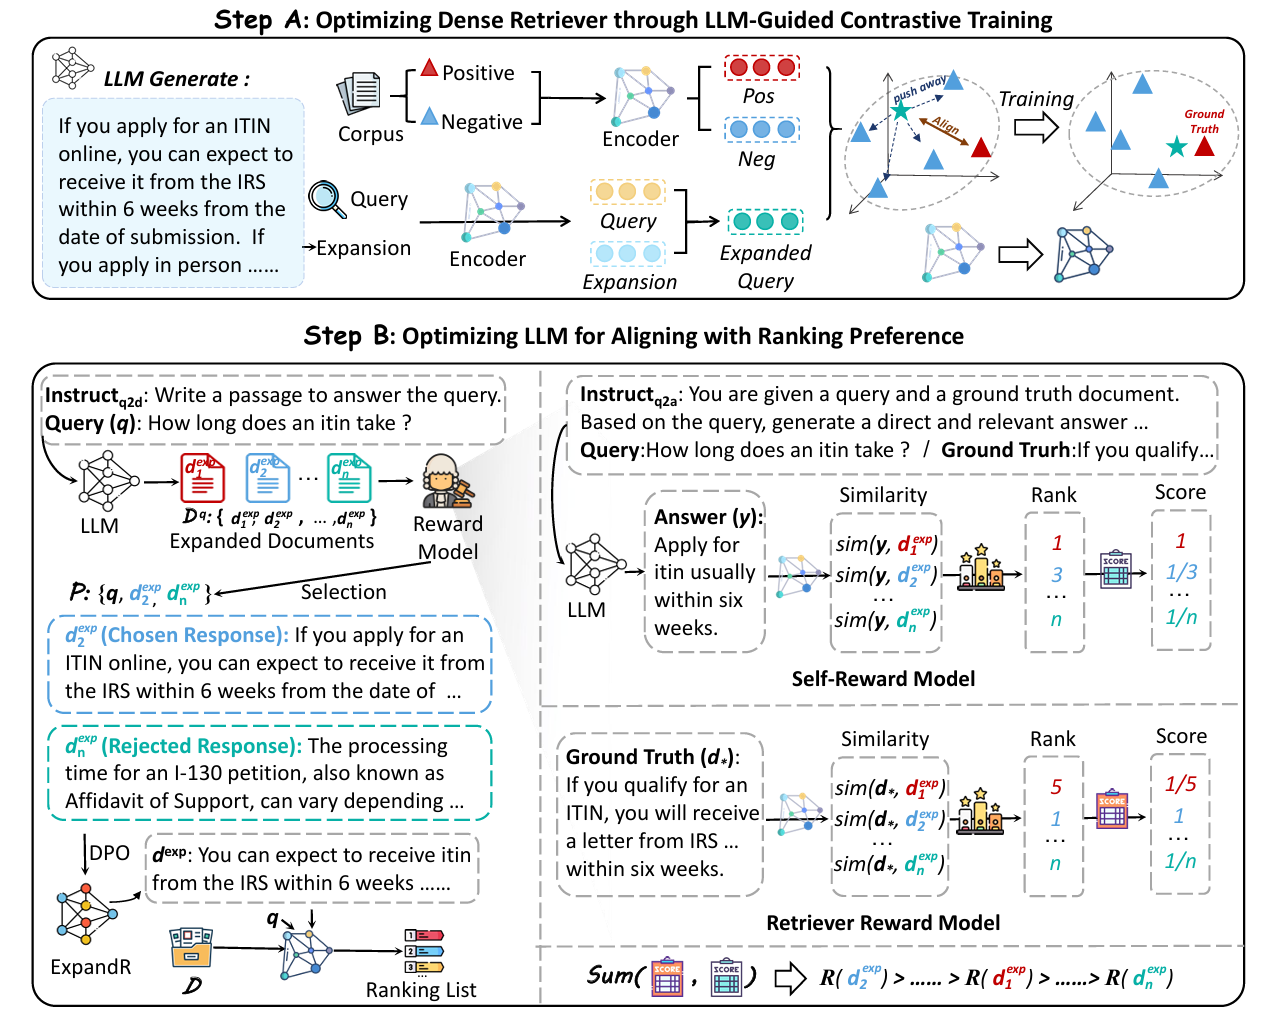 Step A: Optimizing Dense Retriever through LLM-Guided Contrastive Training
LLM Generate :
If you apply for an ITIN
online, you can expect to
receive it from the IRS
within 6 weeks from the
date of submission. If
you apply in person ……
Corpus
Positive
Negative
Encoder
Pos
Neg
Query
Expansion
Encoder
Query
Expansion
Expanded
Query
push away
Align
Training
Ground
Truth
Step B: Optimizing LLM for Aligning with Ranking Preference
Instruct_q2d: Write a passage to answer the query.
Query (q): How long does an itin take ?
LLM
d_1^exp d_2^exp … d_n^exp
D^q: { d_1^exp, d_2^exp , … ,d_n^exp }
Expanded Documents
Reward
Model
P: {q, d_2^exp, d_n^exp}
Selection
d_2^exp (Chosen Response): If you apply for an
ITIN online, you can expect to receive it from
the IRS within 6 weeks from the date of …
d_n^exp (Rejected Response): The processing
time for an I-130 petition, also known as
Affidavit of Support, can vary depending …
DPO
d^exp: You can expect to receive itin
from the IRS within 6 weeks ……
ExpandR
D
q
1
2
3
...
Ranking List
Instruct_q2a: You are given a query and a ground truth document.
Based on the query, generate a direct and relevant answer …
Query:How long does an itin take ? / Ground Trurh:If you qualify…
LLM
Answer (y):
Apply for
itin usually
within six
weeks.
Similarity
sim(y, d_1^exp)
sim(y, d_2^exp)
…
sim(y, d_n^exp)
Rank
1
3
…
n
SCORE
Score
1
1/3
…
1/n
Self-Reward Model
Ground Truth (d_*):
If you qualify for an
ITIN, you will receive
a letter from IRS …
within six weeks.
Similarity
sim(d_*, d_1^exp)
sim(d_*, d_2^exp)
…
sim(d_*, d_n^exp)
Rank
5
1
…
n
SCORE
Score
1/5
1
…
1/n
Retriever Reward Model
Sum( SCORE , SCORE ) R( d_2^exp) > …… > R( d_1^exp) > ……> R( d_n^exp)